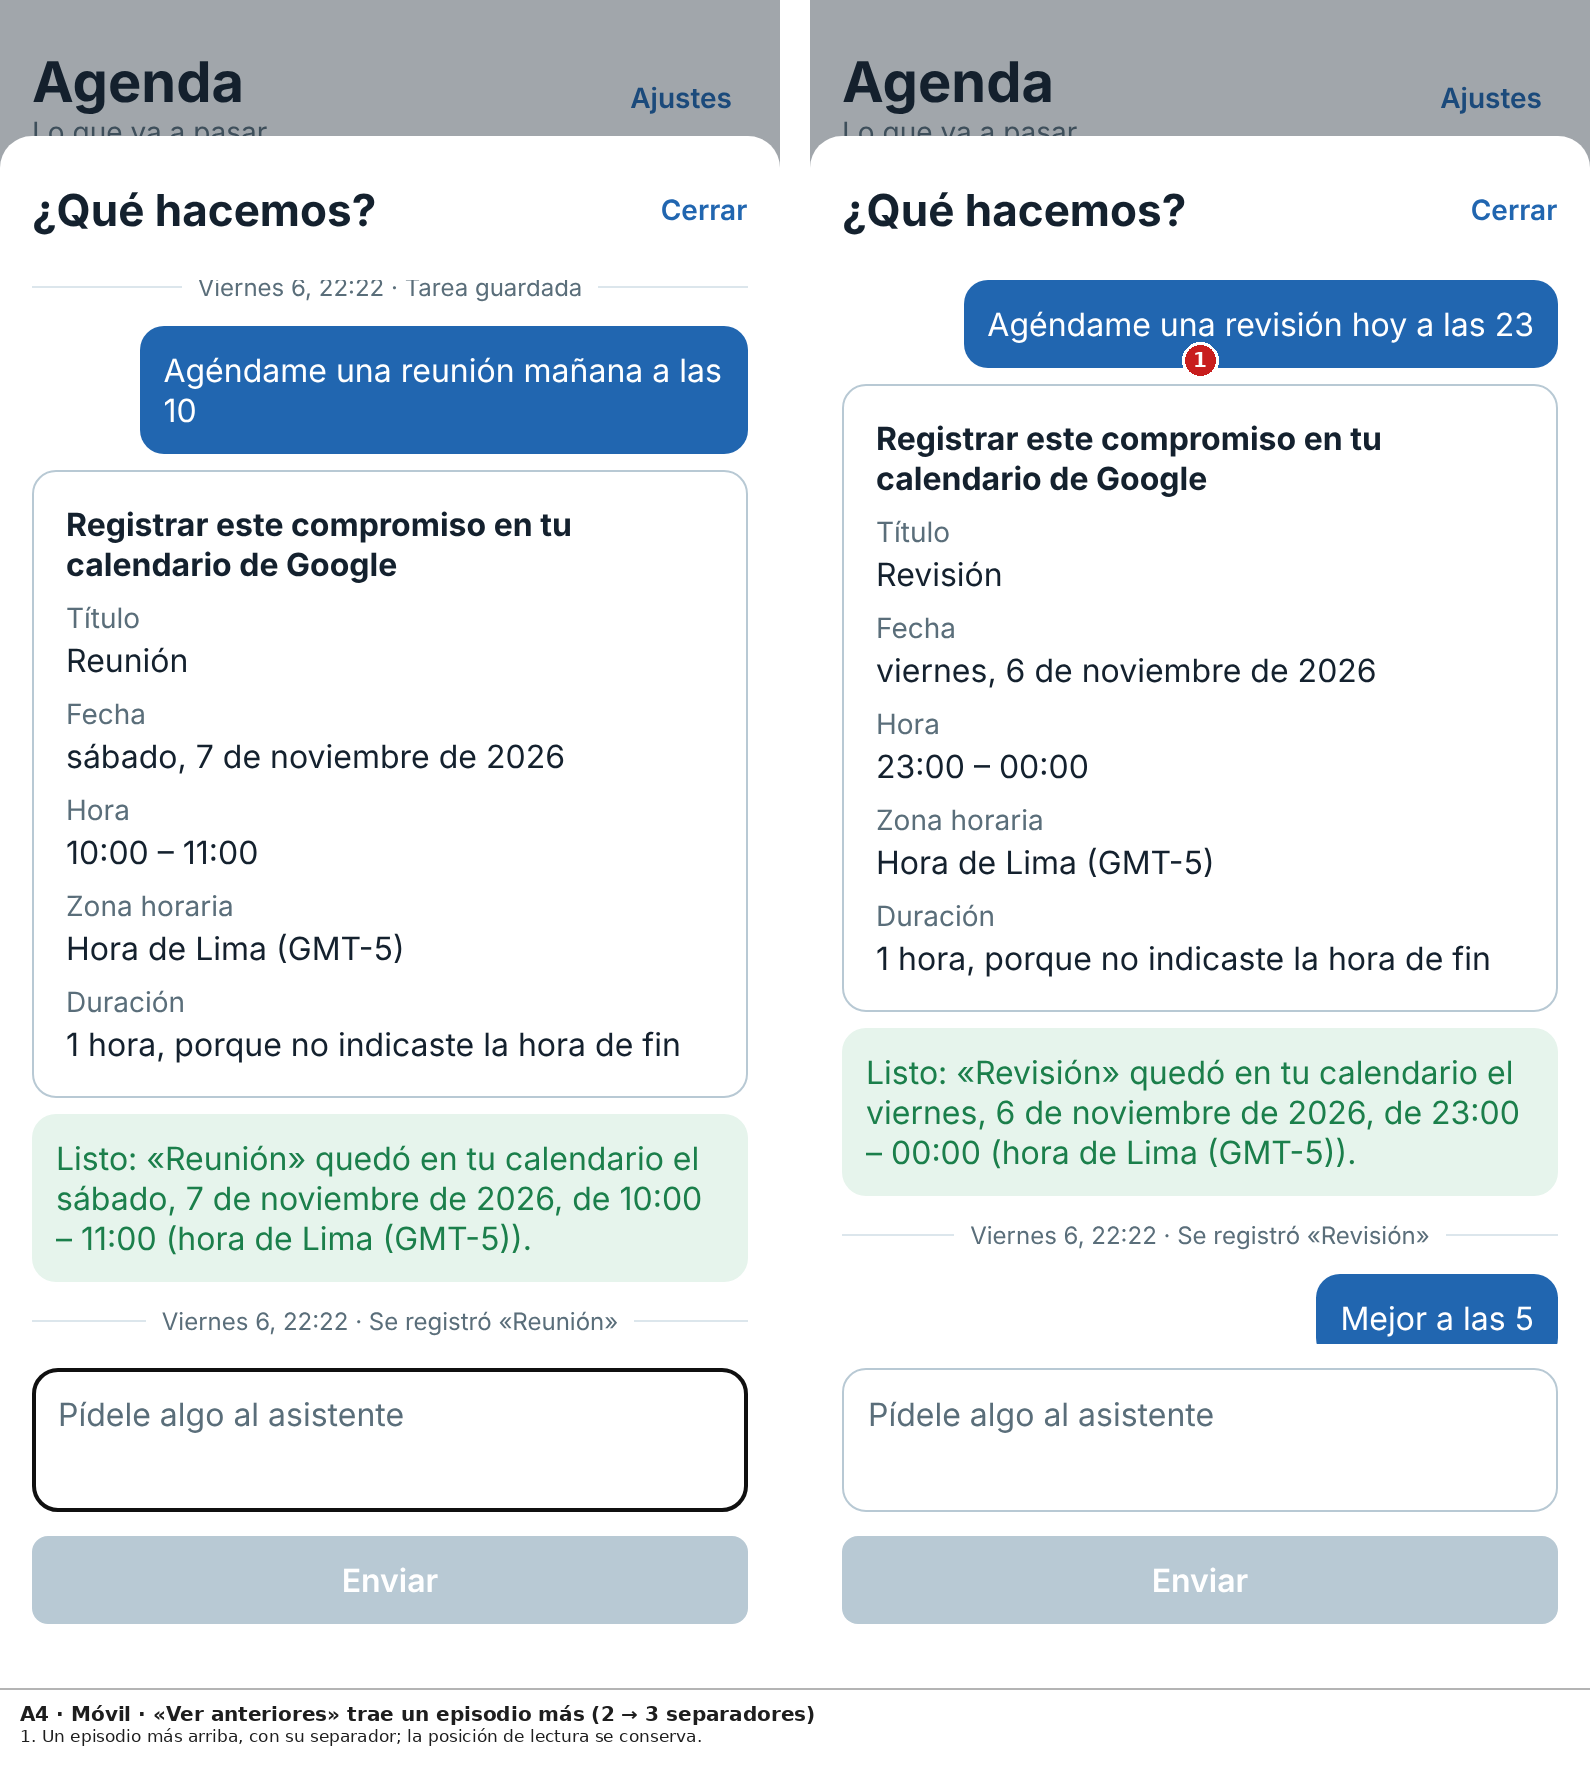 Agenda
Ajustes
Lo que va a pasar
¿Qué hacemos?
Cerrar
Viernes 6, 22:22 · Tarea guardada
Agéndame una reunión mañana a las
10
Registrar este compromiso en tu
calendario de Google
Título
Reunión
Fecha
sábado, 7 de noviembre de 2026
Hora
10:00 – 11:00
Zona horaria
Hora de Lima (GMT-5)
Duración
1 hora, porque no indicaste la hora de fin
Listo: «Reunión» quedó en tu calendario el
sábado, 7 de noviembre de 2026, de 10:00
– 11:00 (hora de Lima (GMT-5)).
Viernes 6, 22:22 · Se registró «Reunión»
Pídele algo al asistente
Enviar
Agenda
Ajustes
Lo que va a pasar
¿Qué hacemos?
Cerrar
Agéndame una revisión hoy a las 23
1
Registrar este compromiso en tu
calendario de Google
Título
Revisión
Fecha
viernes, 6 de noviembre de 2026
Hora
23:00 – 00:00
Zona horaria
Hora de Lima (GMT-5)
Duración
1 hora, porque no indicaste la hora de fin
Listo: «Revisión» quedó en tu calendario el
viernes, 6 de noviembre de 2026, de 23:00
– 00:00 (hora de Lima (GMT-5)).
Viernes 6, 22:22 · Se registró «Revisión»
Mejor a las 5
Pídele algo al asistente
Enviar
A4 · Móvil · «Ver anteriores» trae un episodio más (2 → 3 separadores)
1. Un episodio más arriba, con su separador; la posición de lectura se conserva.